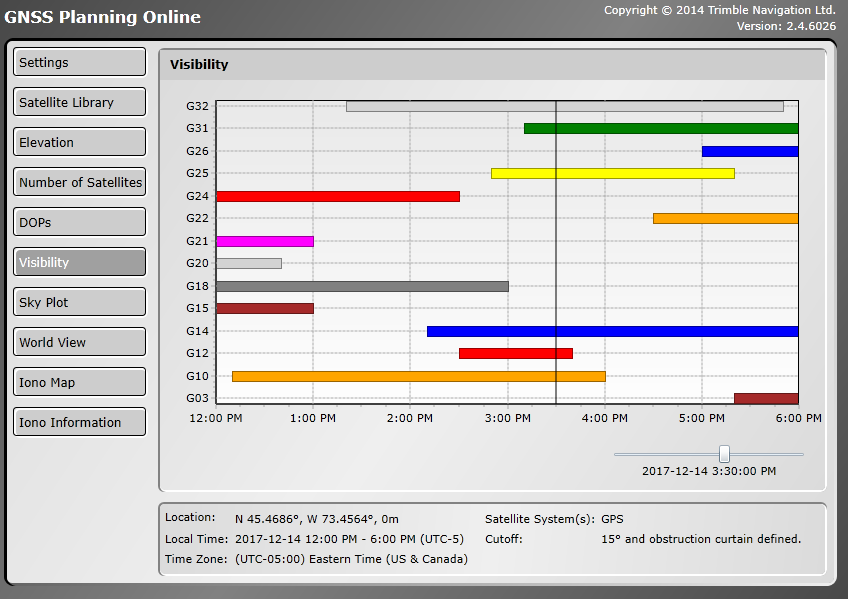 GNSS Planning Online
Copyright © 2014 Trimble Navigation Ltd.
Version: 2.4.6026
Settings
Satellite Library
Elevation
Number of Satellites
DOPs
Visibility
Sky Plot
World View
Iono Map
Iono Information
Visibility
G32
G31
G26
G25
G24
G22
G21
G20
G18
G15
G14
G12
G10
G03
12:00 PM 1:00 PM 2:00 PM 3:00 PM 4:00 PM 5:00 PM 6:00 PM
2017-12-14 3:30:00 PM
Location: N 45.4686°, W 73.4564°, 0m
Local Time: 2017-12-14 12:00 PM - 6:00 PM (UTC-5)
Time Zone: (UTC-05:00) Eastern Time (US & Canada)
Satellite System(s): GPS
Cutoff: 15° and obstruction curtain defined.